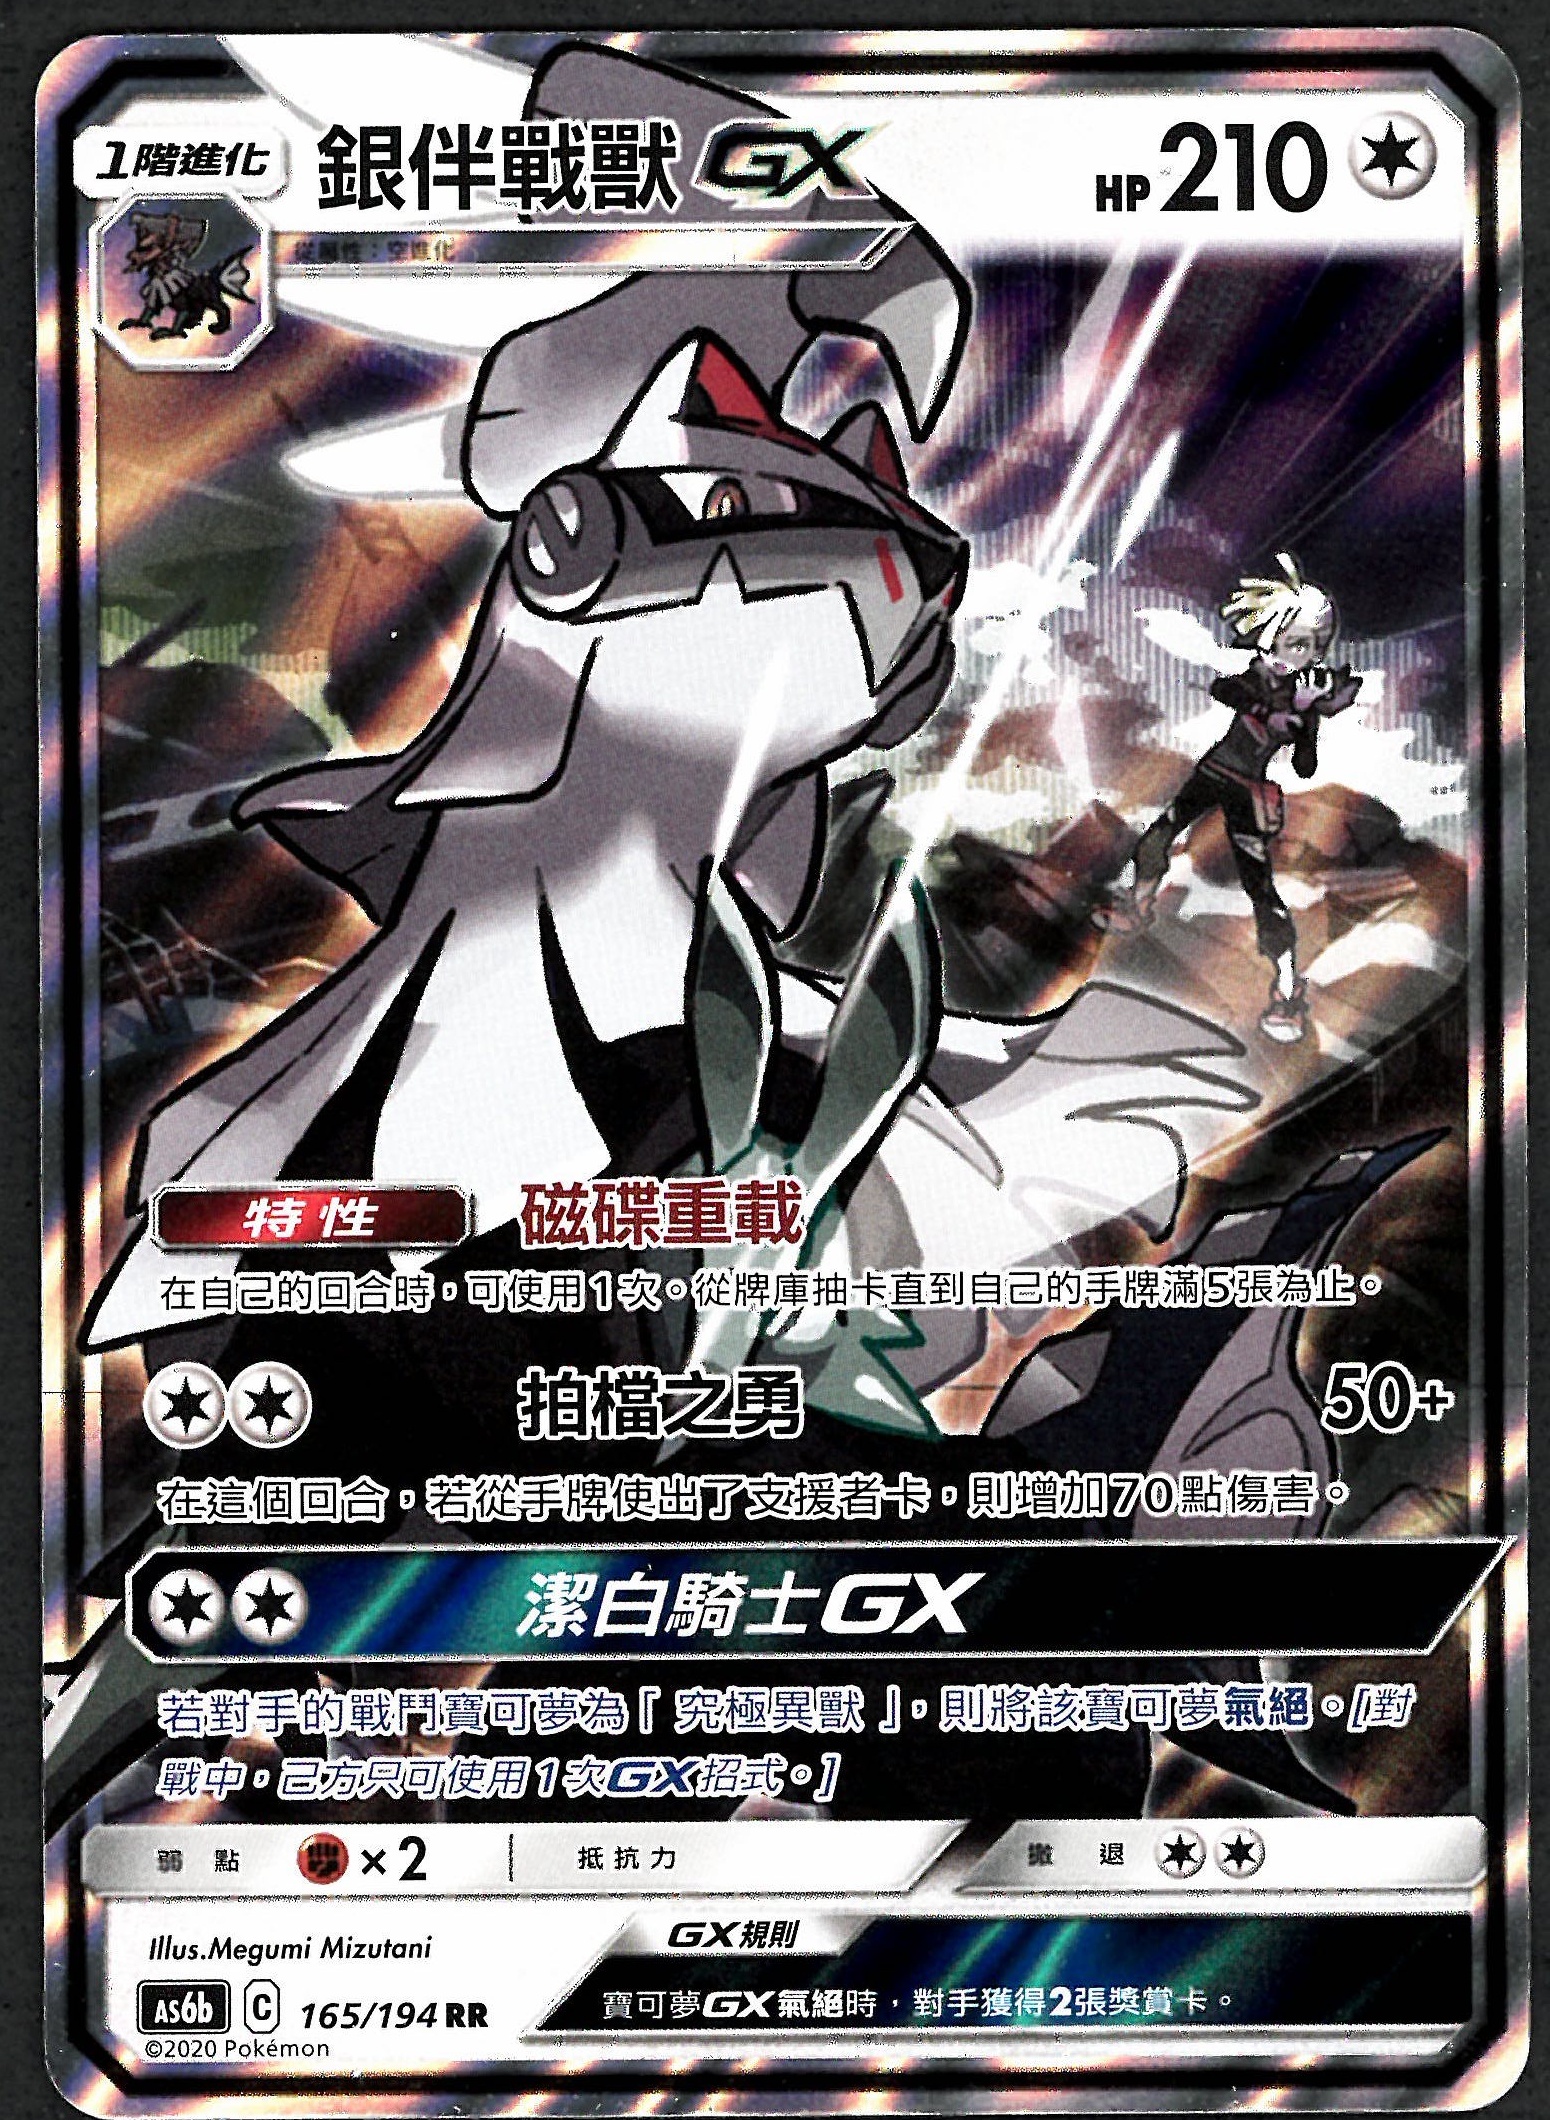 1階進化
銀伴戰獸GX
HP210
從屬性：空進化
特性 磁碟重載
在自己的回合時，可使用1次。從牌庫抽卡直到自己的手牌滿5張為止。
拍檔之勇 50+
在這個回合，若從手牌使出了支援者卡，則增加70點傷害。
潔白騎士GX
若對手的戰鬥寶可夢為「究極異獸」，則將該寶可夢氣絕。[對
戰中，己方只可使用1次GX招式。]
弱點 ×2 抵抗力 撤退
Illus.Megumi Mizutani
GX規則
寶可夢GX氣絕時，對手獲得2張獎賞卡。
AS6b C 165/194 RR
©2020 Pokémon